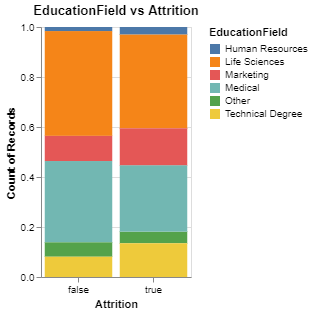 EducationField vs Attrition
1.0
0.8
0.6
0.4
0.2
0.0
Count of Records
false
true
Attrition
EducationField
Human Resources
Life Sciences
Marketing
Medical
Other
Technical Degree